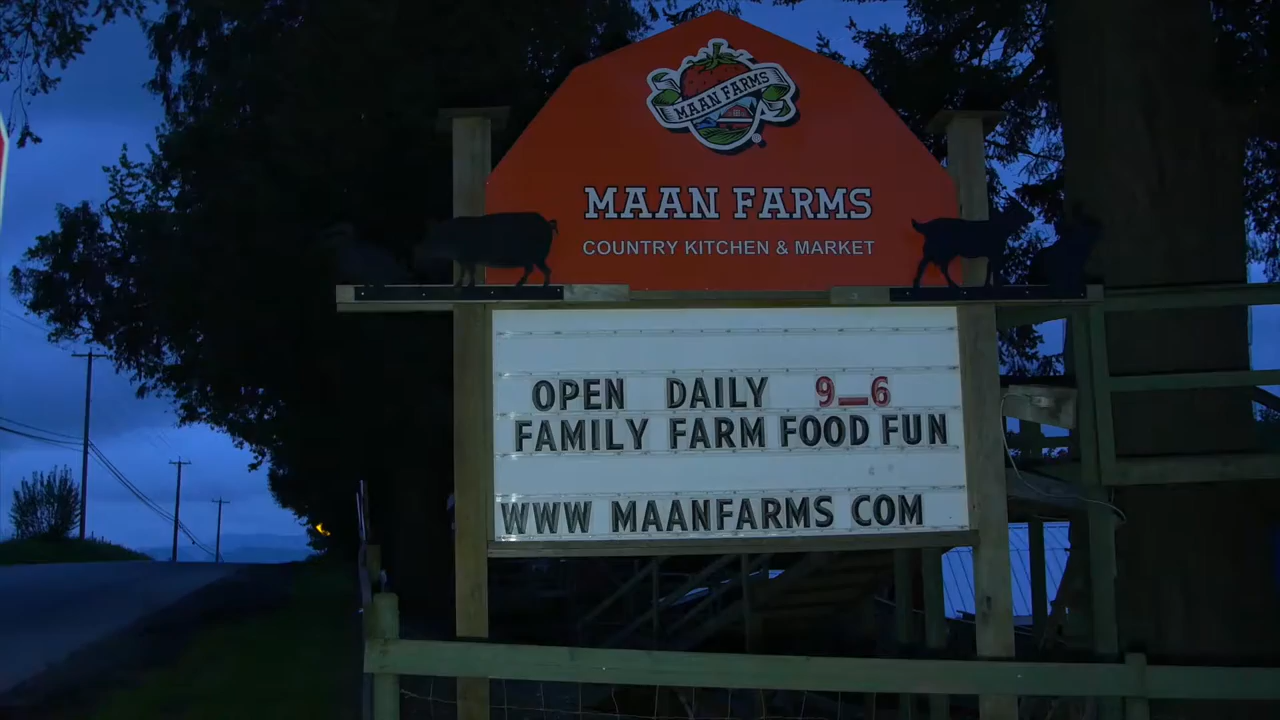 MAAN FARMS
MAAN FARMS
COUNTRY KITCHEN & MARKET
OPEN DAILY 9_6
FAMILY FARM FOOD FUN
WWW MAANFARMS COM